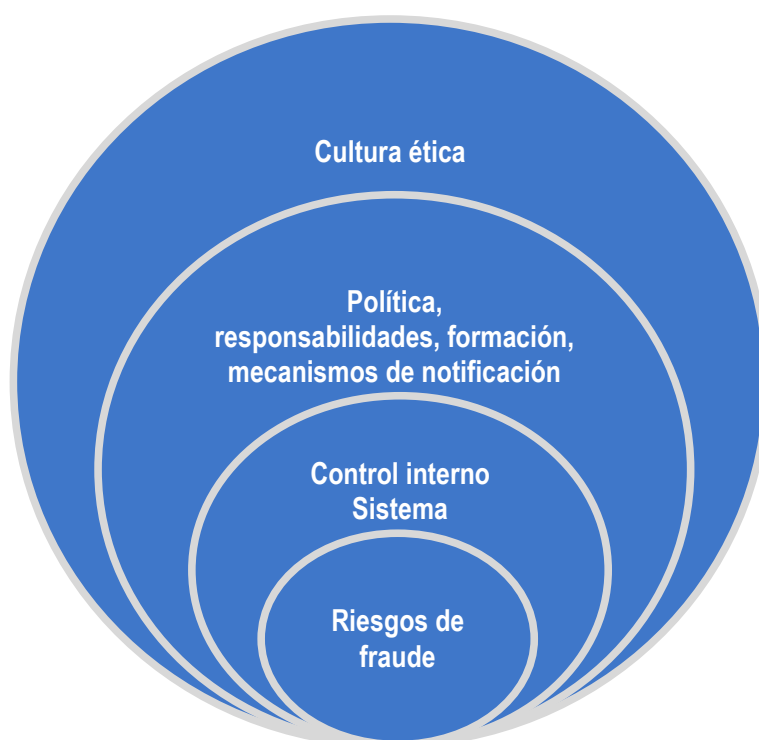 Cultura ética
Política,
responsabilidades, formación,
mecanismos de notificación
Control interno
Sistema
Riesgos de
fraude